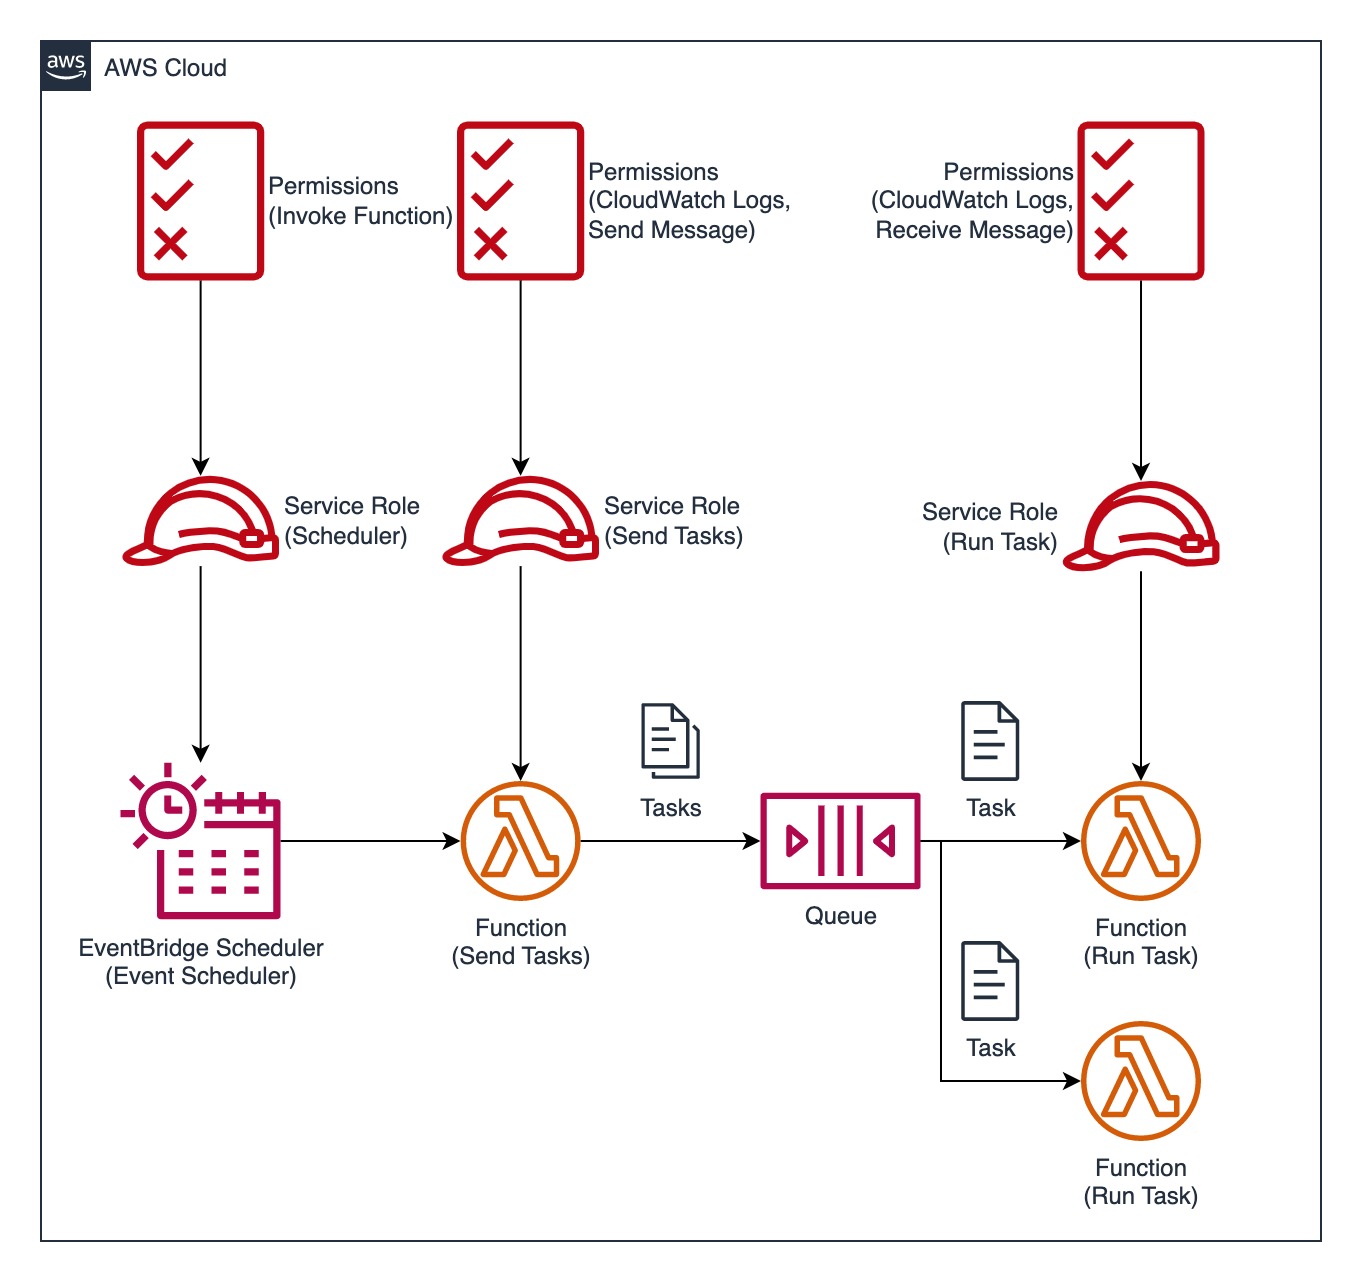 aws
AWS Cloud
Permissions
(Invoke Function)
Permissions
(CloudWatch Logs,
Send Message)
Permissions
(CloudWatch Logs,
Receive Message)
Service Role
(Scheduler)
Service Role
(Send Tasks)
Service Role
(Run Task)
Tasks
Task
Queue
EventBridge Scheduler
(Event Scheduler)
Function
(Send Tasks)
Function
(Run Task)
Task
Function
(Run Task)